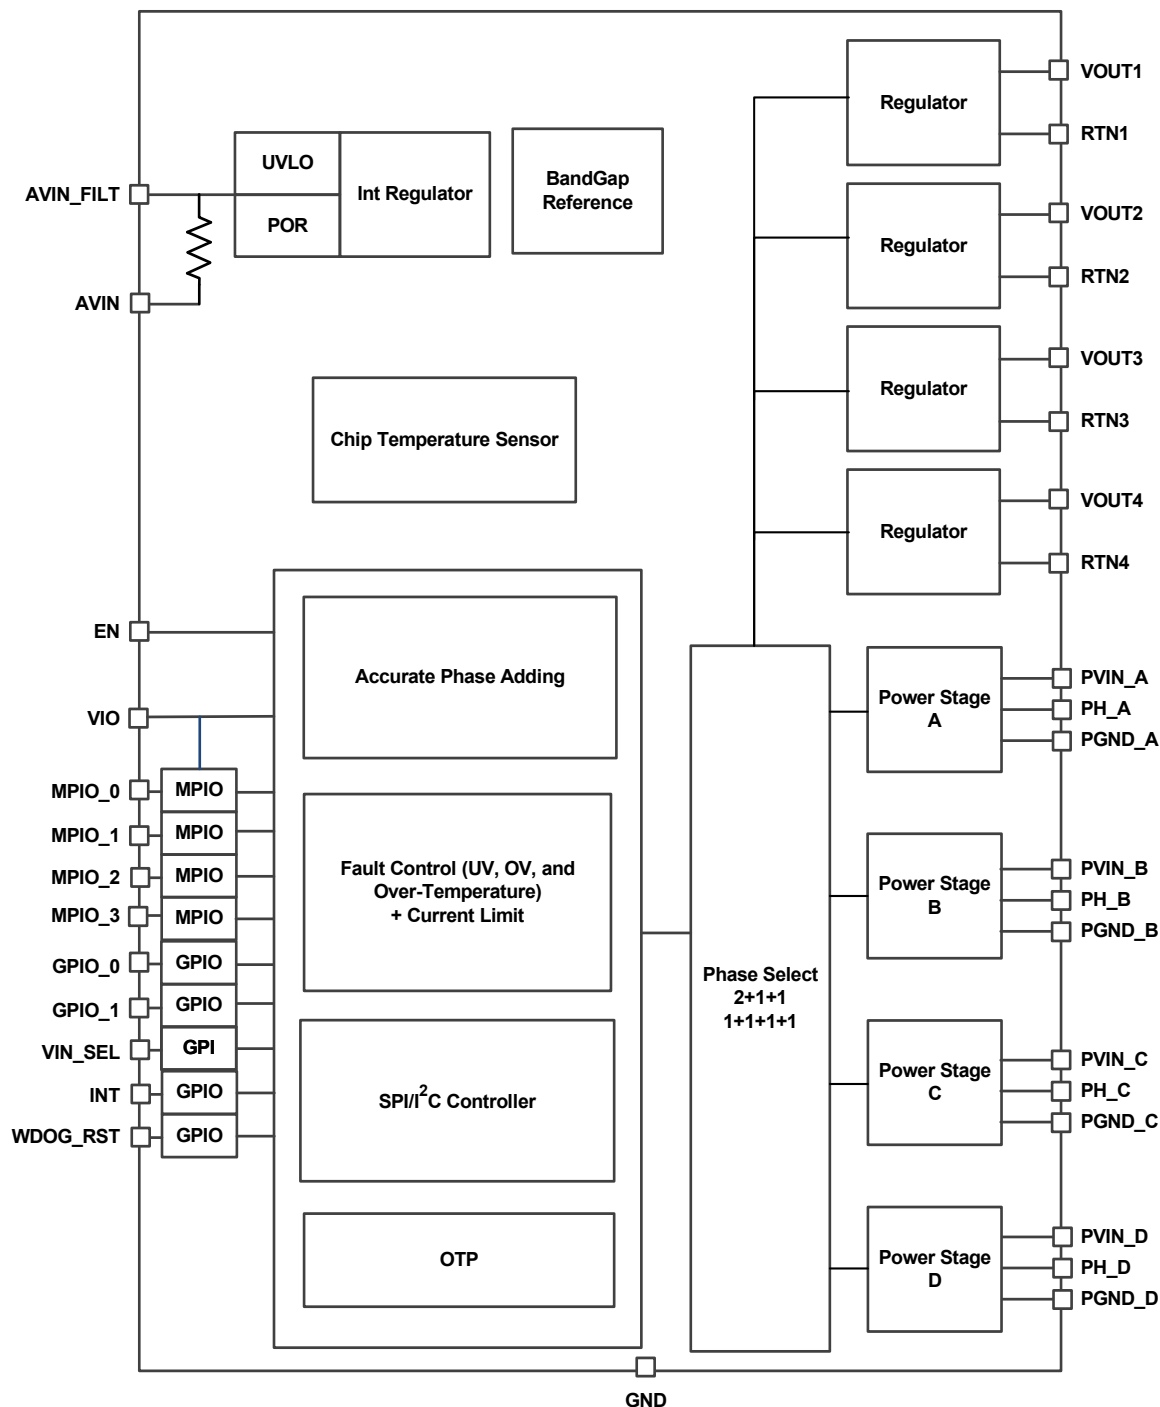 AVIN_FILT
AVIN
UVLO
POR
Int Regulator
BandGap
Reference
Chip Temperature Sensor
Regulator
VOUT1
RTN1
Regulator
VOUT2
RTN2
Regulator
VOUT3
RTN3
Regulator
VOUT4
RTN4
EN
VIO
MPIO_0
MPIO
MPIO_1
MPIO
MPIO_2
MPIO
MPIO_3
MPIO
GPIO_0
GPIO
GPIO_1
GPIO
VIN_SEL
GPI
INT
GPIO
WDOG_RST
GPIO
Accurate Phase Adding
Fault Control (UV, OV, and
Over-Temperature)
+ Current Limit
SPI/I²C Controller
OTP
Phase Select
2+1+1
1+1+1+1
Power Stage
A
PVIN_A
PH_A
PGND_A
Power Stage
B
PVIN_B
PH_B
PGND_B
Power Stage
C
PVIN_C
PH_C
PGND_C
Power Stage
D
PVIN_D
PH_D
PGND_D
GND